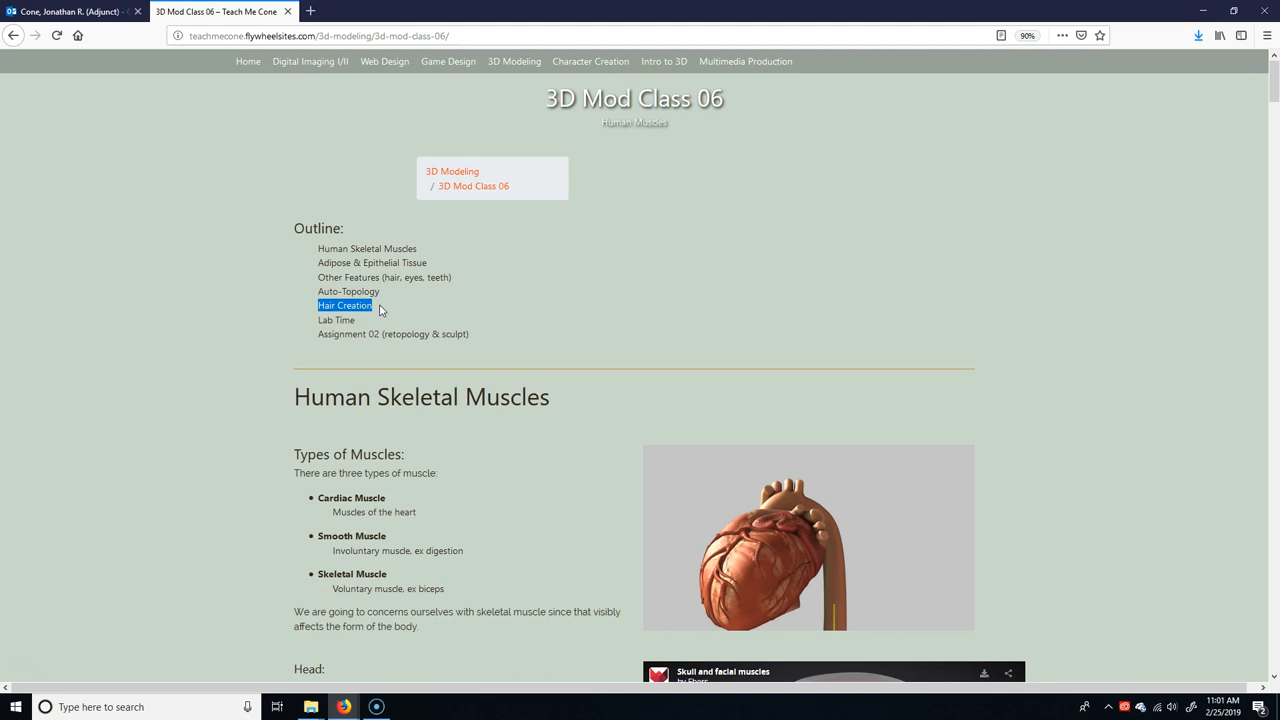 Cone, Jonathan R. (Adjunct) -
3D Mod Class 06 – Teach Me Cone
teachmecone.flywheelsites.com/3d-modeling/3d-mod-class-06/
90%
Home Digital Imaging I/II Web Design Game Design 3D Modeling Character Creation Intro to 3D Multimedia Production
3D Mod Class 06
Human Muscles
3D Modeling
/ 3D Mod Class 06
Outline:
Human Skeletal Muscles
Adipose & Epithelial Tissue
Other Features (hair, eyes, teeth)
Auto-Topology
Hair Creation
Lab Time
Assignment 02 (retopology & sculpt)
Human Skeletal Muscles
Types of Muscles:
There are three types of muscle:
Cardiac Muscle
Muscles of the heart
Smooth Muscle
Involuntary muscle, ex digestion
Skeletal Muscle
Voluntary muscle, ex biceps
We are going to concerns ourselves with skeletal muscle since that visibly
affects the form of the body.
Head:
Skull and facial muscles
Type here to search
11:01 AM
2/25/2019
2